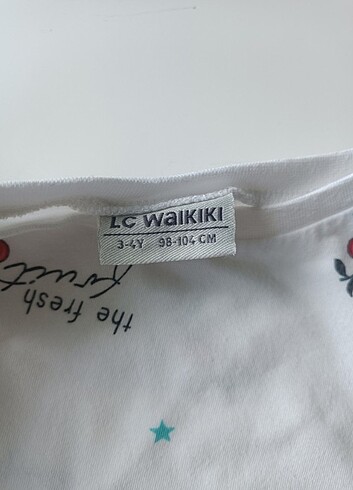 LC WAIKIKI
3-4Y 98-104 CM
the fresh
fruit